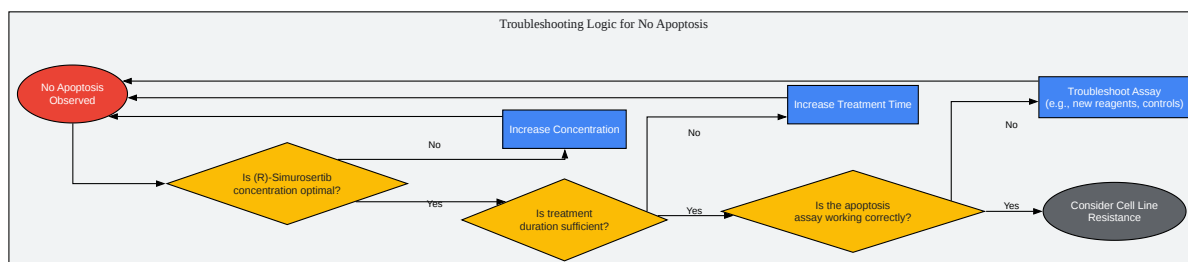 Troubleshooting Logic for No Apoptosis
No Apoptosis
Observed
Troubleshoot Assay
(e.g., new reagents, controls)
Increase Treatment Time
Increase Concentration
No
No
No
Is (R)-Simurosertib
concentration optimal?
Yes
Is treatment
duration sufficient?
Yes
Is the apoptosis
assay working correctly?
Yes
Consider Cell Line
Resistance